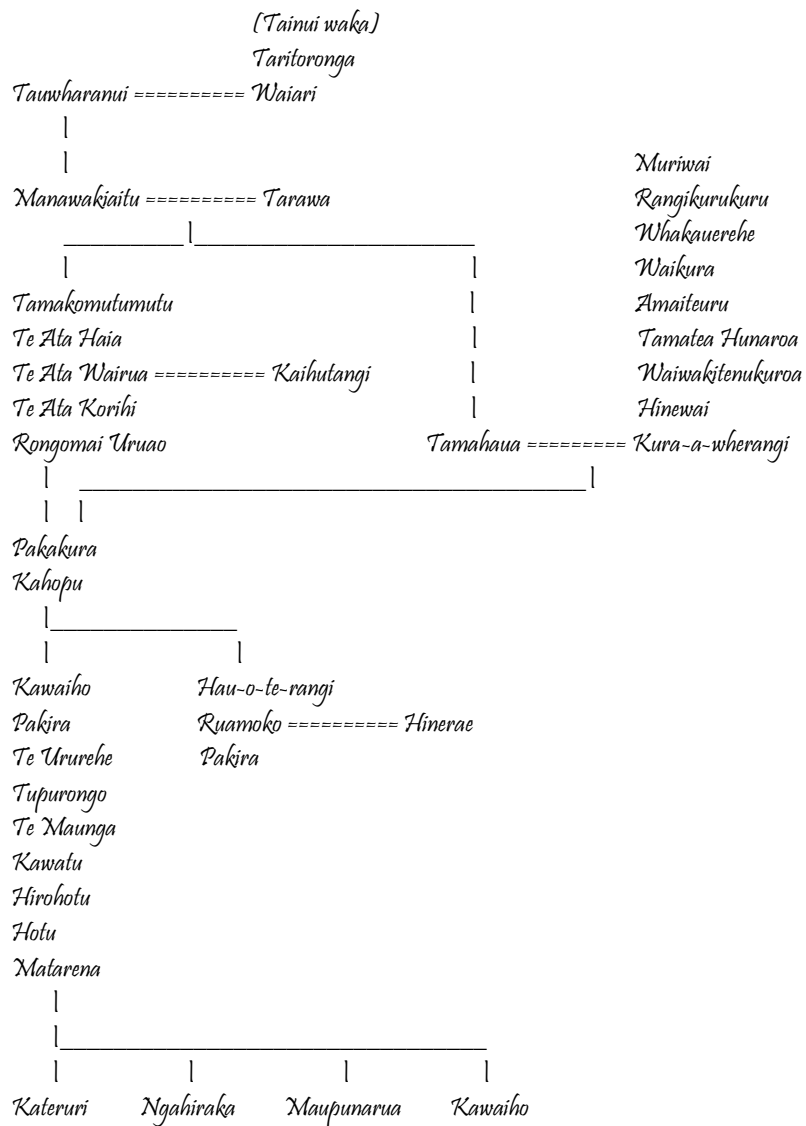 (Tainui waka)
Taritoronga
Tauwharanui ========== Waiari
Muriwai
Manawakiaitu ========== Tarawa Rangikurukuru
Whakauerehe
Waikura
Tamakomutumutu Amaiteuru
Te Ata Haia Tamatea Hunaroa
Te Ata Wairua ========== Kaihutangi Waiwakitenukuroa
Te Ata Korihi Hinewai
Rongomai Uruao Tamahaua ========= Kura-a-wherangi
Pakakura
Kahopu
Kawaiho Hau-o-te-rangi
Pakira Ruamoko ========== Hinerae
Te Ururehe Pakira
Tupurongo
Te Maunga
Kawatu
Hirohotu
Hotu
Matarena
Kateruri Ngahiraka Maupunarua Kawaiho